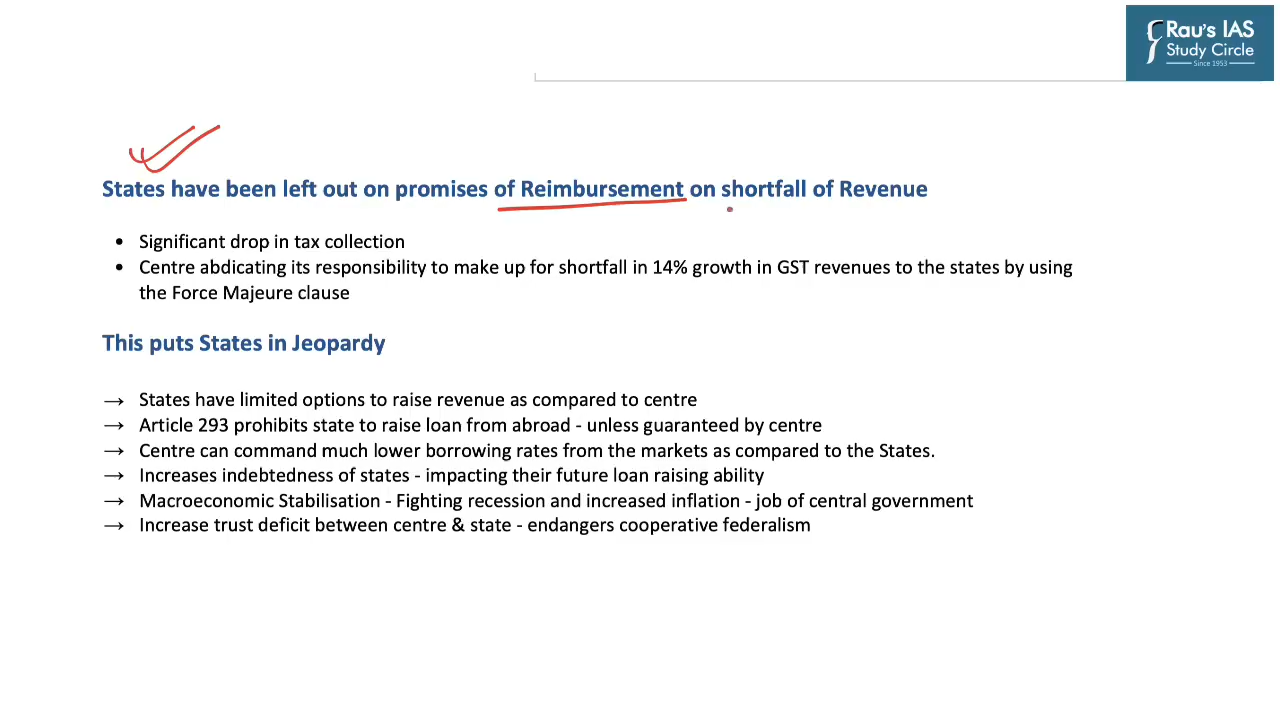 Rau's IAS
Study Circle
Since 1953
States have been left out on promises of Reimbursement on shortfall of Revenue
• Significant drop in tax collection
• Centre abdicating its responsibility to make up for shortfall in 14% growth in GST revenues to the states by using
the Force Majeure clause
This puts States in Jeopardy
→ States have limited options to raise revenue as compared to centre
→ Article 293 prohibits state to raise loan from abroad - unless guaranteed by centre
→ Centre can command much lower borrowing rates from the markets as compared to the States.
→ Increases indebtedness of states - impacting their future loan raising ability
→ Macroeconomic Stabilisation - Fighting recession and increased inflation - job of central government
→ Increase trust deficit between centre & state - endangers cooperative federalism